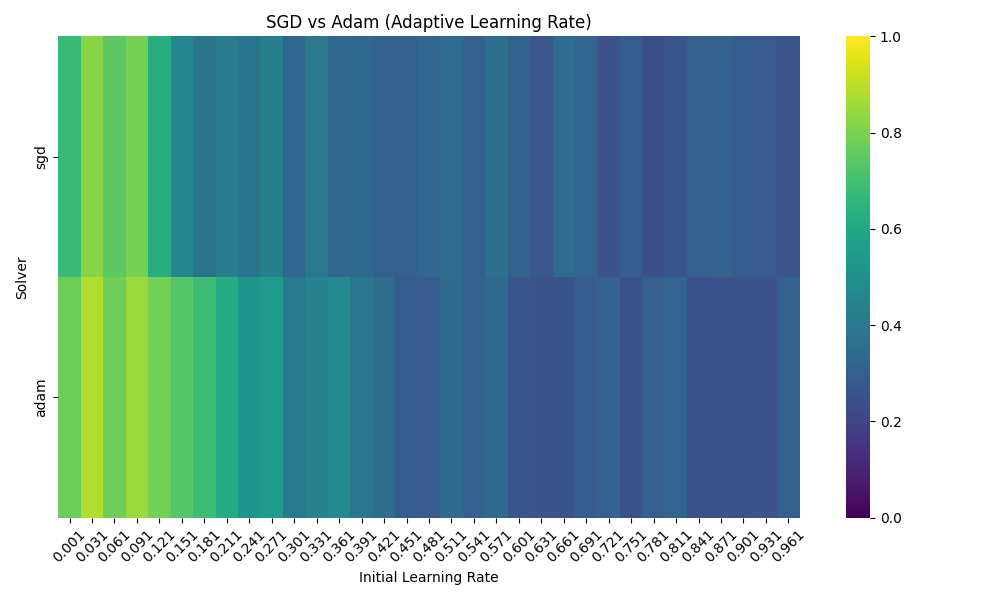 SGD vs Adam (Adaptive Learning Rate)
Solver
sgd
adam
0.001 0.031 0.061 0.091 0.121 0.151 0.181 0.211 0.241 0.271 0.301 0.331 0.361 0.391 0.421 0.451 0.481 0.511 0.541 0.571 0.601 0.631 0.661 0.691 0.721 0.751 0.781 0.811 0.841 0.871 0.901 0.931 0.961
Initial Learning Rate
1.0
0.8
0.6
0.4
0.2
0.0